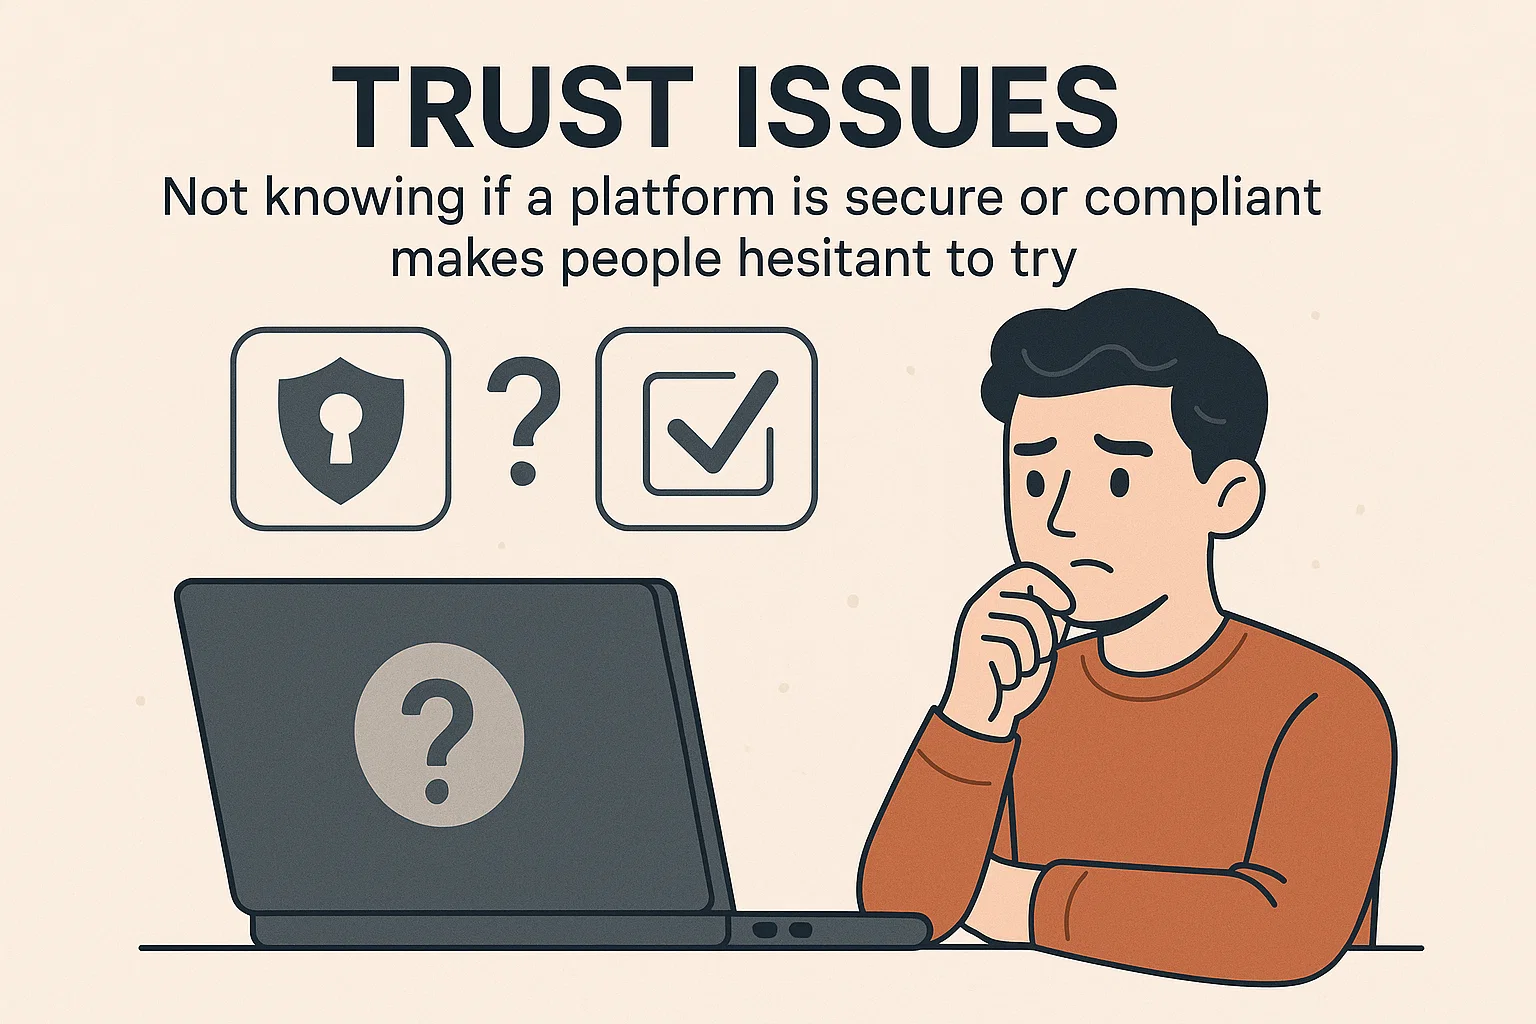 TRUST ISSUES
Not knowing if a platform is secure or compliant
makes people hesitant to try
?
?